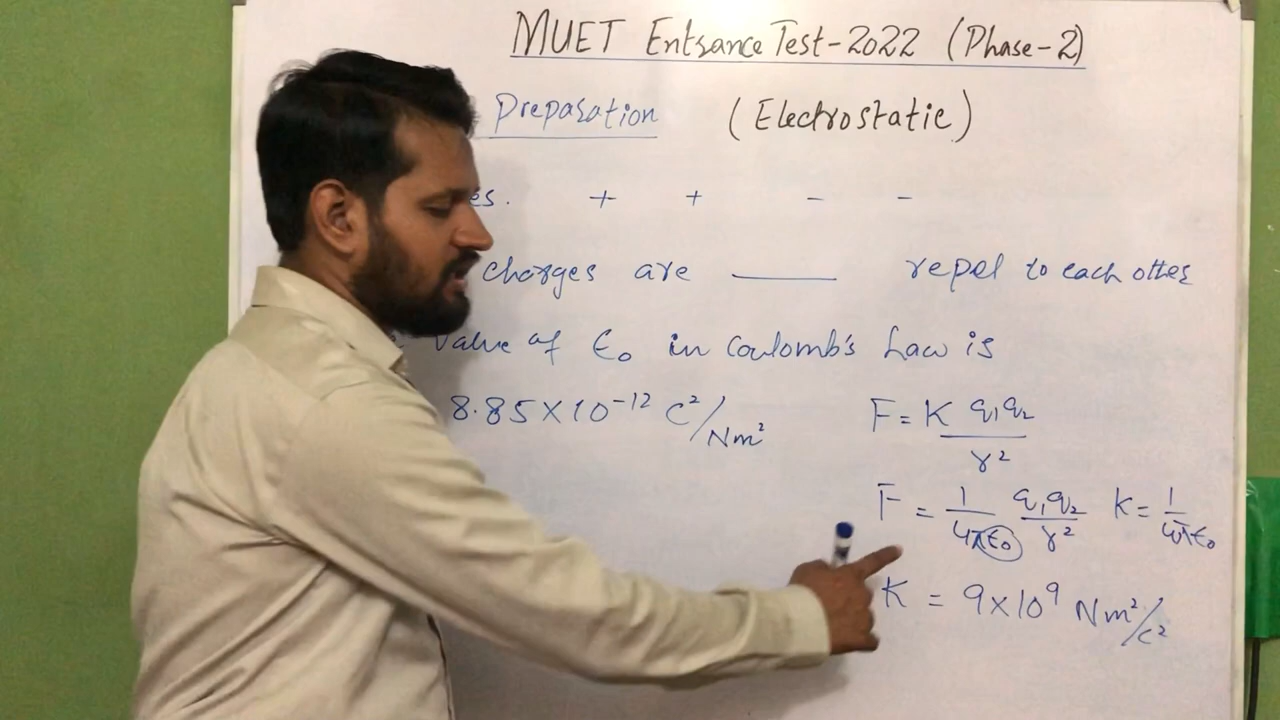 MUET Entrance Test-2022 (Phase-2)
Preparation (Electrostatic)
es. + + - -
charges are ______ repel to each other
Value of ε₀ in Coulomb's Law is
8.85×10⁻¹² C²/Nm²
F = K q₁q₂/r²
F = 1/4πε₀ q₁q₂/r² K = 1/4πε₀
K = 9×10⁹ Nm²/C²